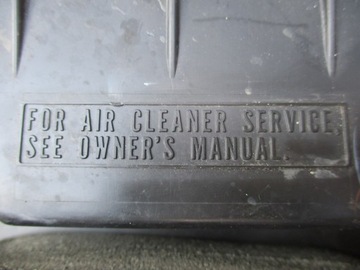 FOR AIR CLEANER SERVICE,
SEE OWNER'S MANUAL.